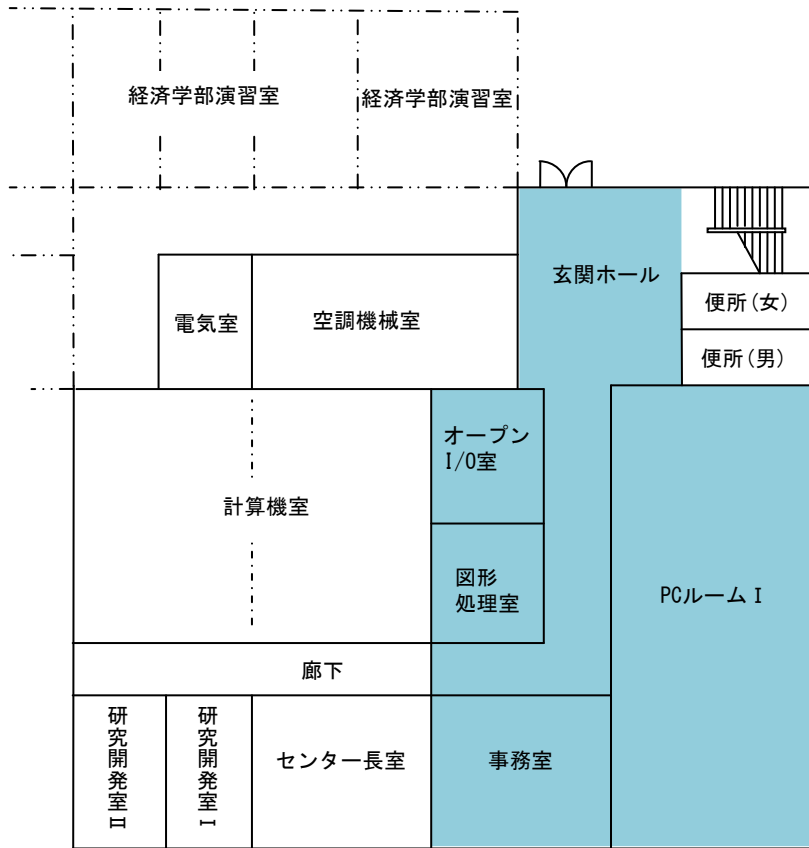 経済学部演習室
経済学部演習室
玄関ホール
便所(女)
電気室
空調機械室
便所(男)
オープン
I/O室
計算機室
図形
処理室
PCルームⅠ
廊下
研究開発室Ⅱ
研究開発室Ⅰ
センター長室
事務室